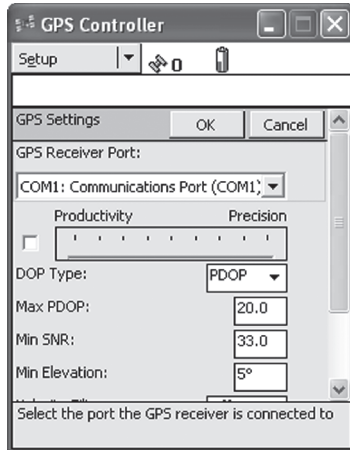 GPS Controller
Setup
0
GPS Settings OK Cancel
GPS Receiver Port:
COM1: Communications Port (COM1)
Productivity Precision
DOP Type: PDOP
Max PDOP: 20.0
Min SNR: 33.0
Min Elevation: 5°
Select the port the GPS receiver is connected to